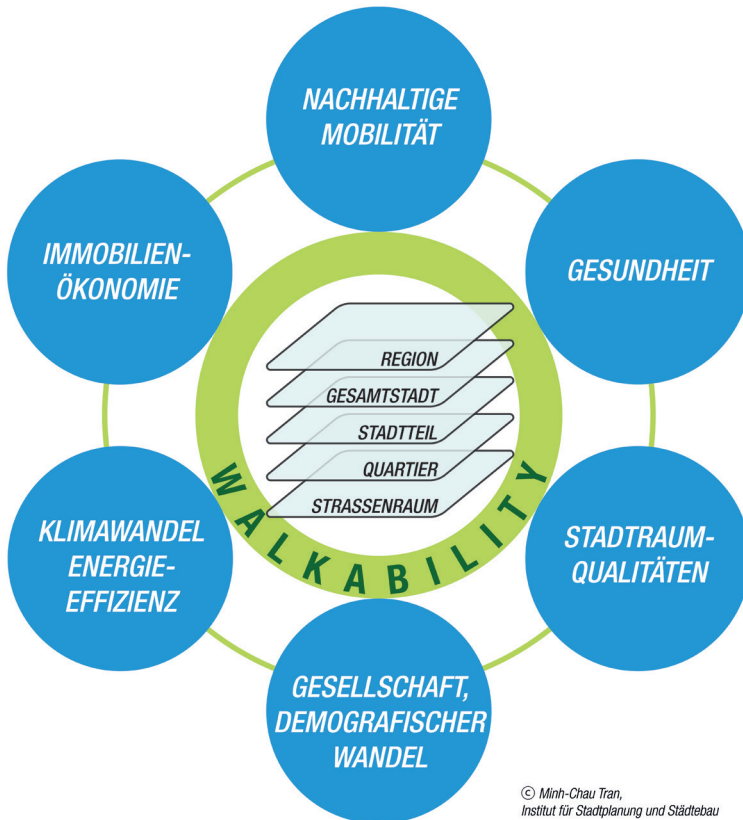 NACHHALTIGE
MOBILITÄT
IMMOBILIEN-
ÖKONOMIE
GESUNDHEIT
REGION
GESAMTSTADT
STADTTEIL
QUARTIER
STRASSENRAUM
WALKABILITY
KLIMAWANDEL
ENERGIE-
EFFIZIENZ
STADTRAUM-
QUALITÄTEN
GESELLSCHAFT,
DEMOGRAFISCHER
WANDEL
© Minh-Chau Tran,
Institut für Stadtplanung und Städtebau